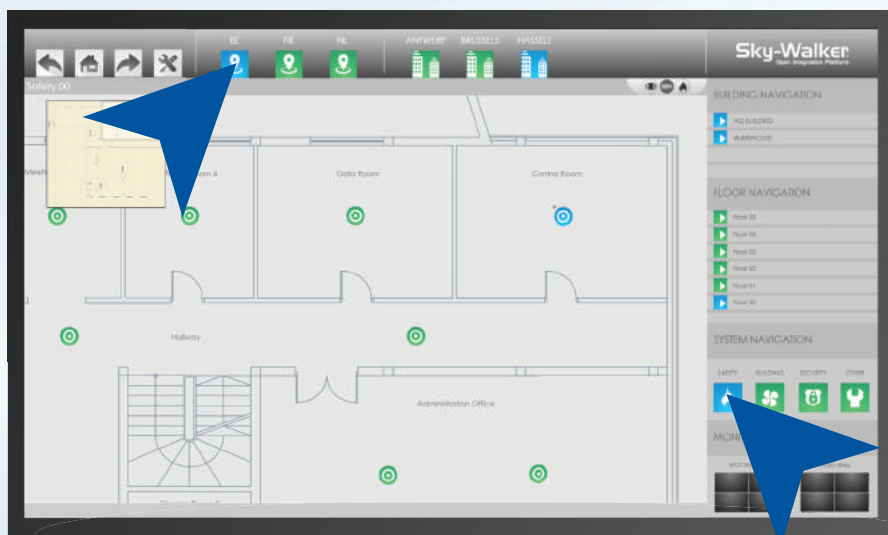 BE FR NL ANTWERP BRUSSELS HASSELT
Sky-Walker
Open Integration Platform
Safety 00
BUILDING NAVIGATION
HQ BUILDING
WAREHOUSE
Data Room
Control Room
FLOOR NAVIGATION
Floor 05
Floor 04
Floor 03
Floor 02
Floor 01
Floor 00
Hallway
SYSTEM NAVIGATION
SAFETY BUILDING SECURITY OTHER
Administration Office